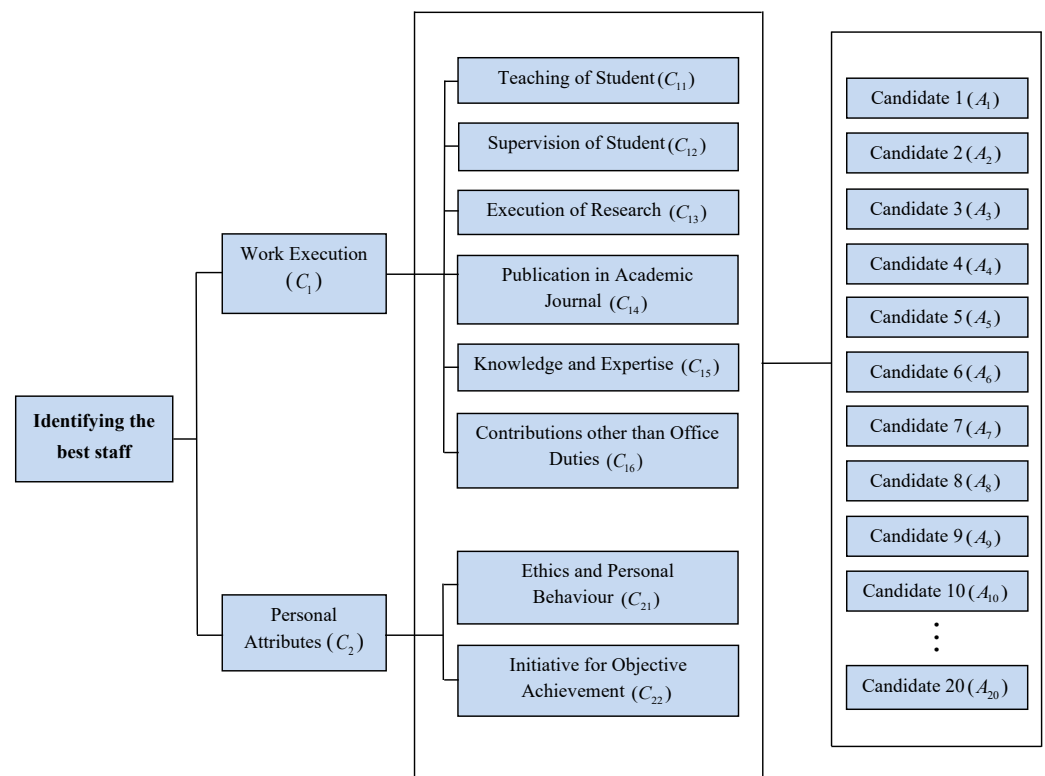 Identifying the
best staff
Work Execution
(C₁)
Personal
Attributes (C₂)
Teaching of Student (C₁₁)
Supervision of Student (C₁₂)
Execution of Research (C₁₃)
Publication in Academic
Journal (C₁₄)
Knowledge and Expertise (C₁₅)
Contributions other than Office
Duties (C₁₆)
Ethics and Personal
Behaviour (C₂₁)
Initiative for Objective
Achievement (C₂₂)
Candidate 1 (A₁)
Candidate 2 (A₂)
Candidate 3 (A₃)
Candidate 4 (A₄)
Candidate 5 (A₅)
Candidate 6 (A₆)
Candidate 7 (A₇)
Candidate 8 (A₈)
Candidate 9 (A₉)
Candidate 10 (A₁₀)
⋮
Candidate 20 (A₂₀)